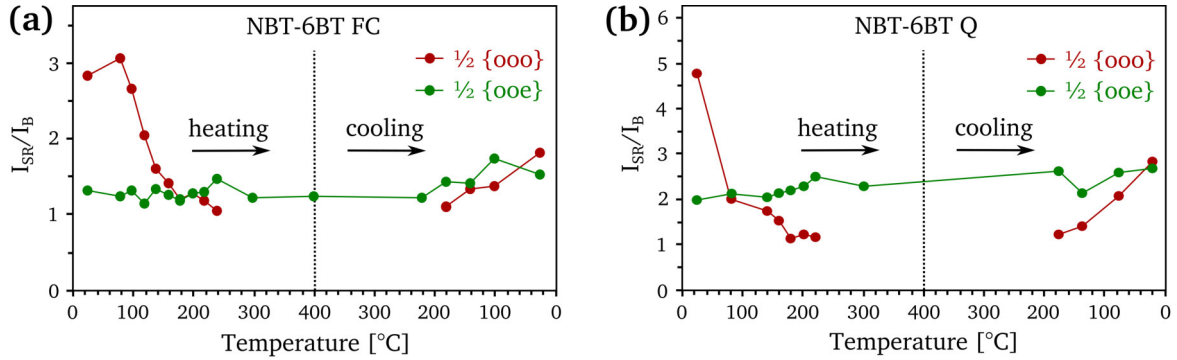 (a)
NBT-6BT FC
½ {ooo}
½ {ooe}
heating
cooling
I_SR/I_B
3
2
1
0
0 100 200 300 400 200 100 0
Temperature [°C]
(b)
NBT-6BT Q
½ {ooo}
½ {ooe}
heating
cooling
I_SR/I_B
6
5
4
3
2
1
0
0 100 200 300 400 200 100 0
Temperature [°C]